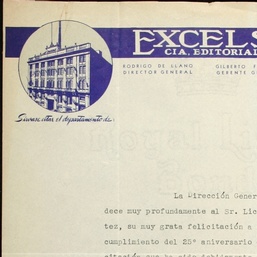 EXCELS
CIA. EDITORIAL
RODRIGO DE LLANO
DIRECTOR GENERAL
GILBERTO F
GERENTE G
Sírvase citar el departamento de:
La Dirección Gener
dece muy profundamente al Sr. Lic
tez, su muy grata felicitación a
cumplimiento del 25º aniversario